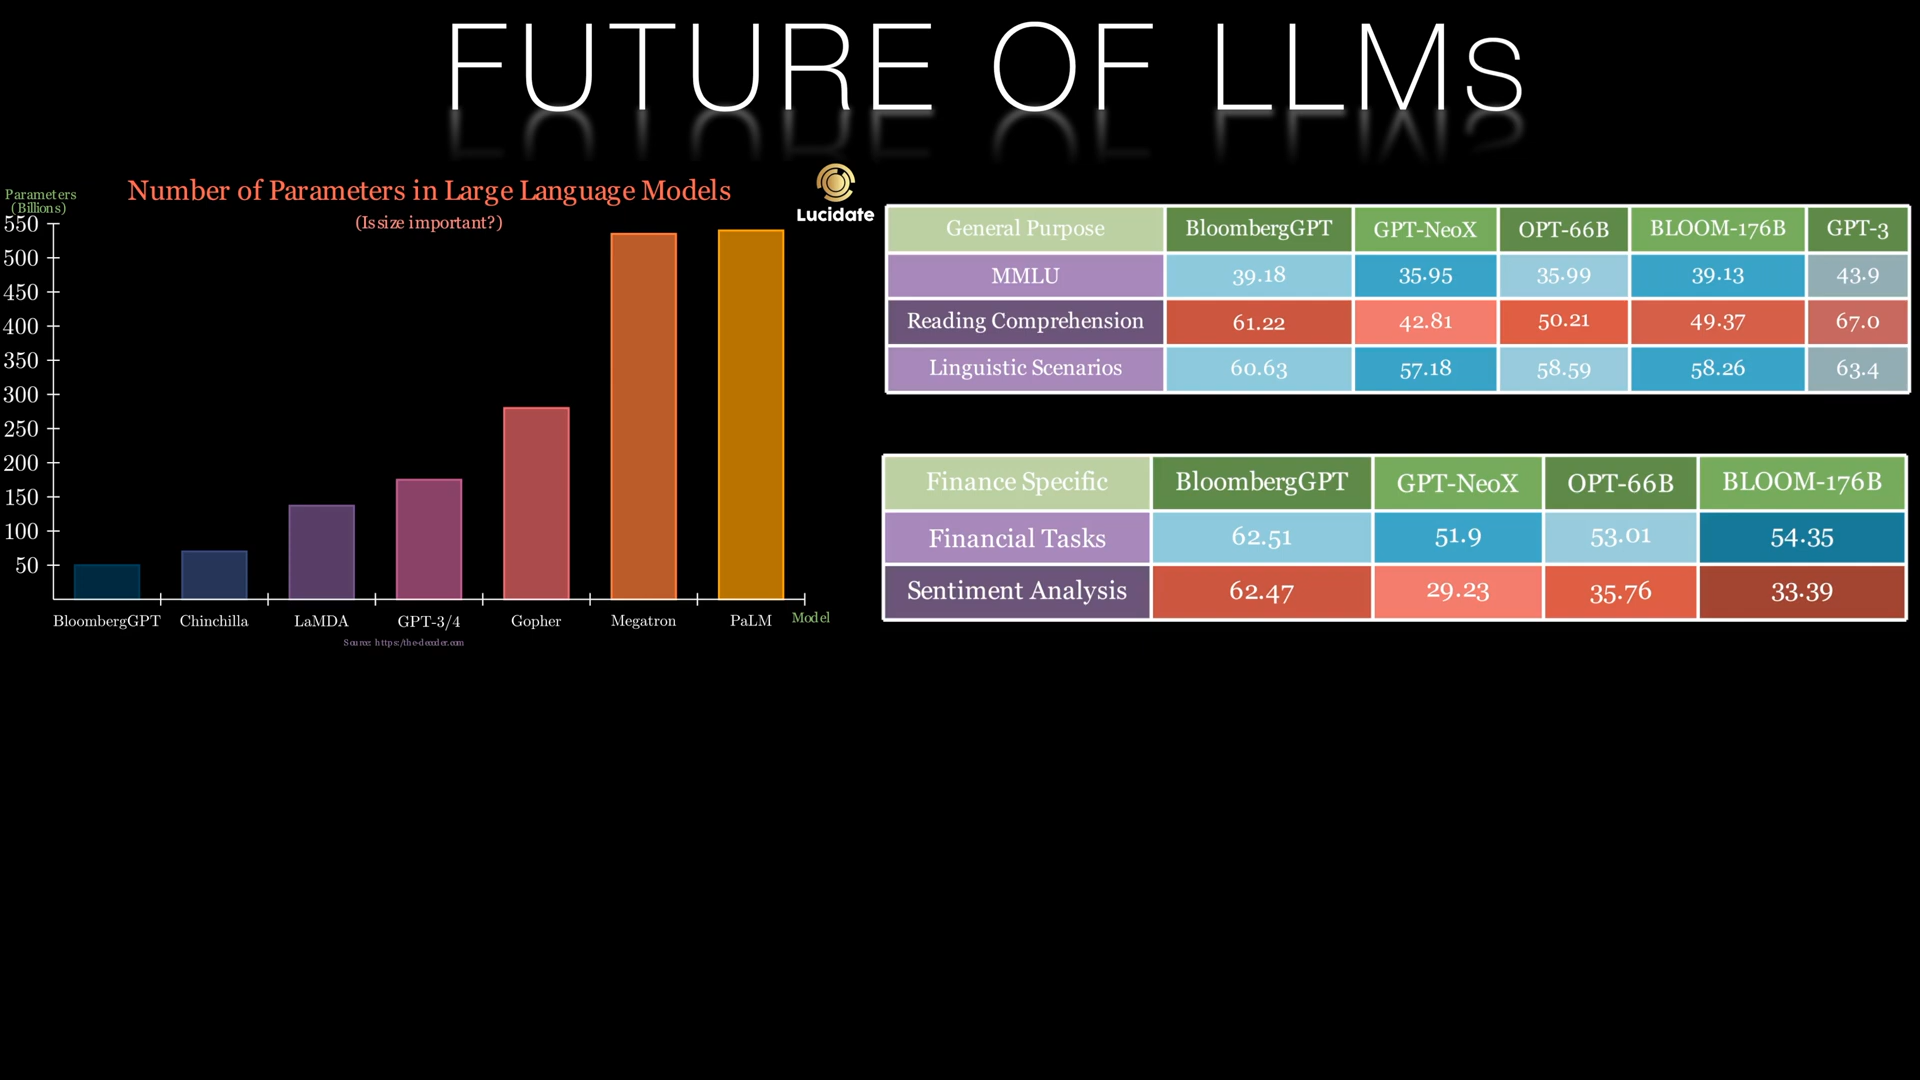 FUTURE OF LLMs
Parameters
(Billions)
Number of Parameters in Large Language Models
(Is size important?)
Lucidate
550
500
450
400
350
300
250
200
150
100
50
BloombergGPT Chinchilla LaMDA GPT-3/4 Gopher Megatron PaLM Model
Source: https://the-decoder.com
General Purpose BloombergGPT GPT-NeoX OPT-66B BLOOM-176B GPT-3
MMLU 39.18 35.95 35.99 39.13 43.9
Reading Comprehension 61.22 42.81 50.21 49.37 67.0
Linguistic Scenarios 60.63 57.18 58.59 58.26 63.4
Finance Specific BloombergGPT GPT-NeoX OPT-66B BLOOM-176B
Financial Tasks 62.51 51.9 53.01 54.35
Sentiment Analysis 62.47 29.23 35.76 33.39